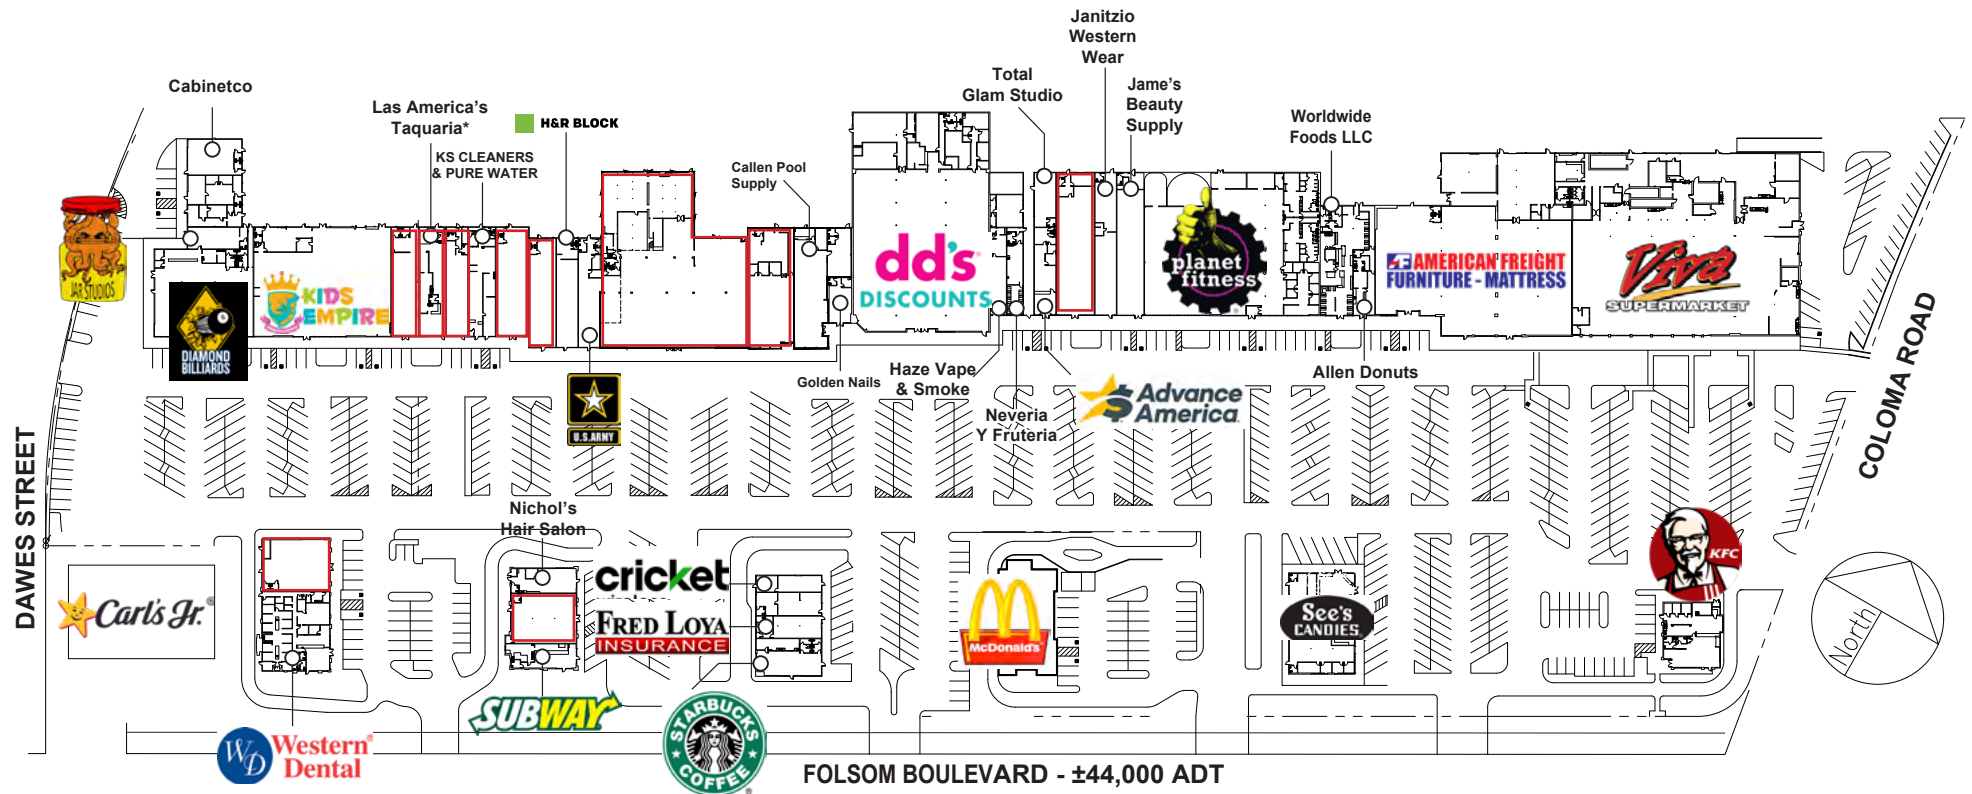 Janitzio
Western
Wear
Total
Glam Studio
Jame's
Beauty
Supply
Cabinetco
Las America's
Taquaria*
H&R BLOCK
KS CLEANERS
& PURE WATER
Callen Pool
Supply
Worldwide
Foods LLC
JAR STUDIOS
DIAMOND
BILLIARDS
KIDS
EMPIRE
dd's
DISCOUNTS
planet
fitness
AF AMERICAN FREIGHT
FURNITURE - MATTRESS
Viva
SUPERMARKET
COLOMA ROAD
U.S.ARMY
Golden Nails
Haze Vape
& Smoke
Neveria
Y Fruteria
Advance
America
Allen Donuts
DAWES STREET
Carl's Jr.
Nichol's
Hair Salon
cricket
FRED LOYA
INSURANCE
McDonald's
See's
CANDIES
KFC
North
WD Western
Dental
SUBWAY
STARBUCKS
COFFEE
FOLSOM BOULEVARD - ±44,000 ADT